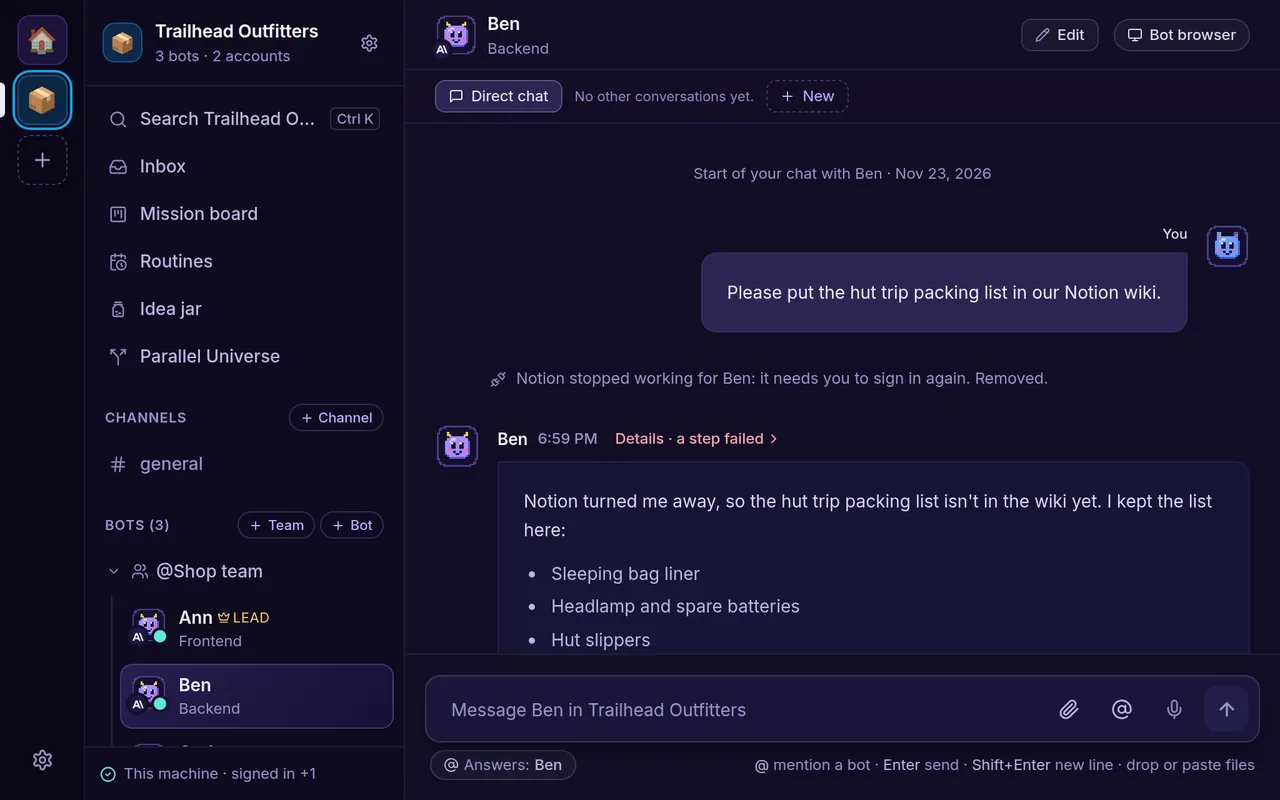 Trailhead Outfitters
3 bots · 2 accounts
Search Trailhead O...
Ctrl K
Inbox
Mission board
Routines
Idea jar
Parallel Universe
CHANNELS
+ Channel
# general
BOTS (3)
+ Team
+ Bot
@Shop team
Ann LEAD
Frontend
Ben
Backend
This machine · signed in +1
Ben
Backend
Edit
Bot browser
Direct chat
No other conversations yet.
+ New
Start of your chat with Ben · Nov 23, 2026
You
Please put the hut trip packing list in our Notion wiki.
Notion stopped working for Ben: it needs you to sign in again. Removed.
Ben 6:59 PM Details · a step failed >
Notion turned me away, so the hut trip packing list isn't in the wiki yet. I kept the list
here:
• Sleeping bag liner
• Headlamp and spare batteries
• Hut slippers
Message Ben in Trailhead Outfitters
@ Answers: Ben
@ mention a bot · Enter send · Shift+Enter new line · drop or paste files